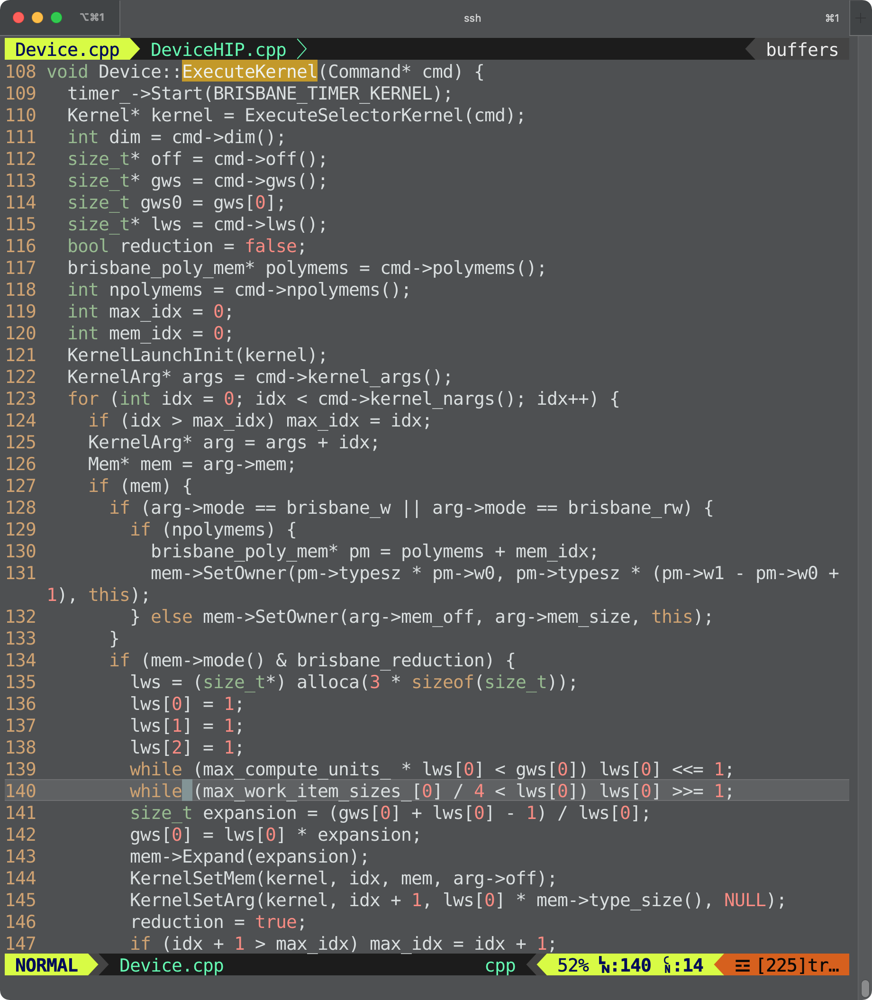 ⌥⌘1 ssh ⌘1 +
Device.cpp DeviceHIP.cpp buffers
108 void Device::ExecuteKernel(Command* cmd) {
109   timer_->Start(BRISBANE_TIMER_KERNEL);
110   Kernel* kernel = ExecuteSelectorKernel(cmd);
111   int dim = cmd->dim();
112   size_t* off = cmd->off();
113   size_t* gws = cmd->gws();
114   size_t gws0 = gws[0];
115   size_t* lws = cmd->lws();
116   bool reduction = false;
117   brisbane_poly_mem* polymems = cmd->polymems();
118   int npolymems = cmd->npolymems();
119   int max_idx = 0;
120   int mem_idx = 0;
121   KernelLaunchInit(kernel);
122   KernelArg* args = cmd->kernel_args();
123   for (int idx = 0; idx < cmd->kernel_nargs(); idx++) {
124     if (idx > max_idx) max_idx = idx;
125     KernelArg* arg = args + idx;
126     Mem* mem = arg->mem;
127     if (mem) {
128       if (arg->mode == brisbane_w || arg->mode == brisbane_rw) {
129         if (npolymems) {
130           brisbane_poly_mem* pm = polymems + mem_idx;
131           mem->SetOwner(pm->typesz * pm->w0, pm->typesz * (pm->w1 - pm->w0 +
    1), this);
132         } else mem->SetOwner(arg->mem_off, arg->mem_size, this);
133       }
134       if (mem->mode() & brisbane_reduction) {
135         lws = (size_t*) alloca(3 * sizeof(size_t));
136         lws[0] = 1;
137         lws[1] = 1;
138         lws[2] = 1;
139         while (max_compute_units_ * lws[0] < gws[0]) lws[0] <<= 1;
140         while (max_work_item_sizes_[0] / 4 < lws[0]) lws[0] >>= 1;
141         size_t expansion = (gws[0] + lws[0] - 1) / lws[0];
142         gws[0] = lws[0] * expansion;
143         mem->Expand(expansion);
144         KernelSetMem(kernel, idx, mem, arg->off);
145         KernelSetArg(kernel, idx + 1, lws[0] * mem->type_size(), NULL);
146         reduction = true;
147         if (idx + 1 > max_idx) max_idx = idx + 1;
NORMAL Device.cpp cpp 52% ␊:140 ℅:14 ☲ [225]tr…